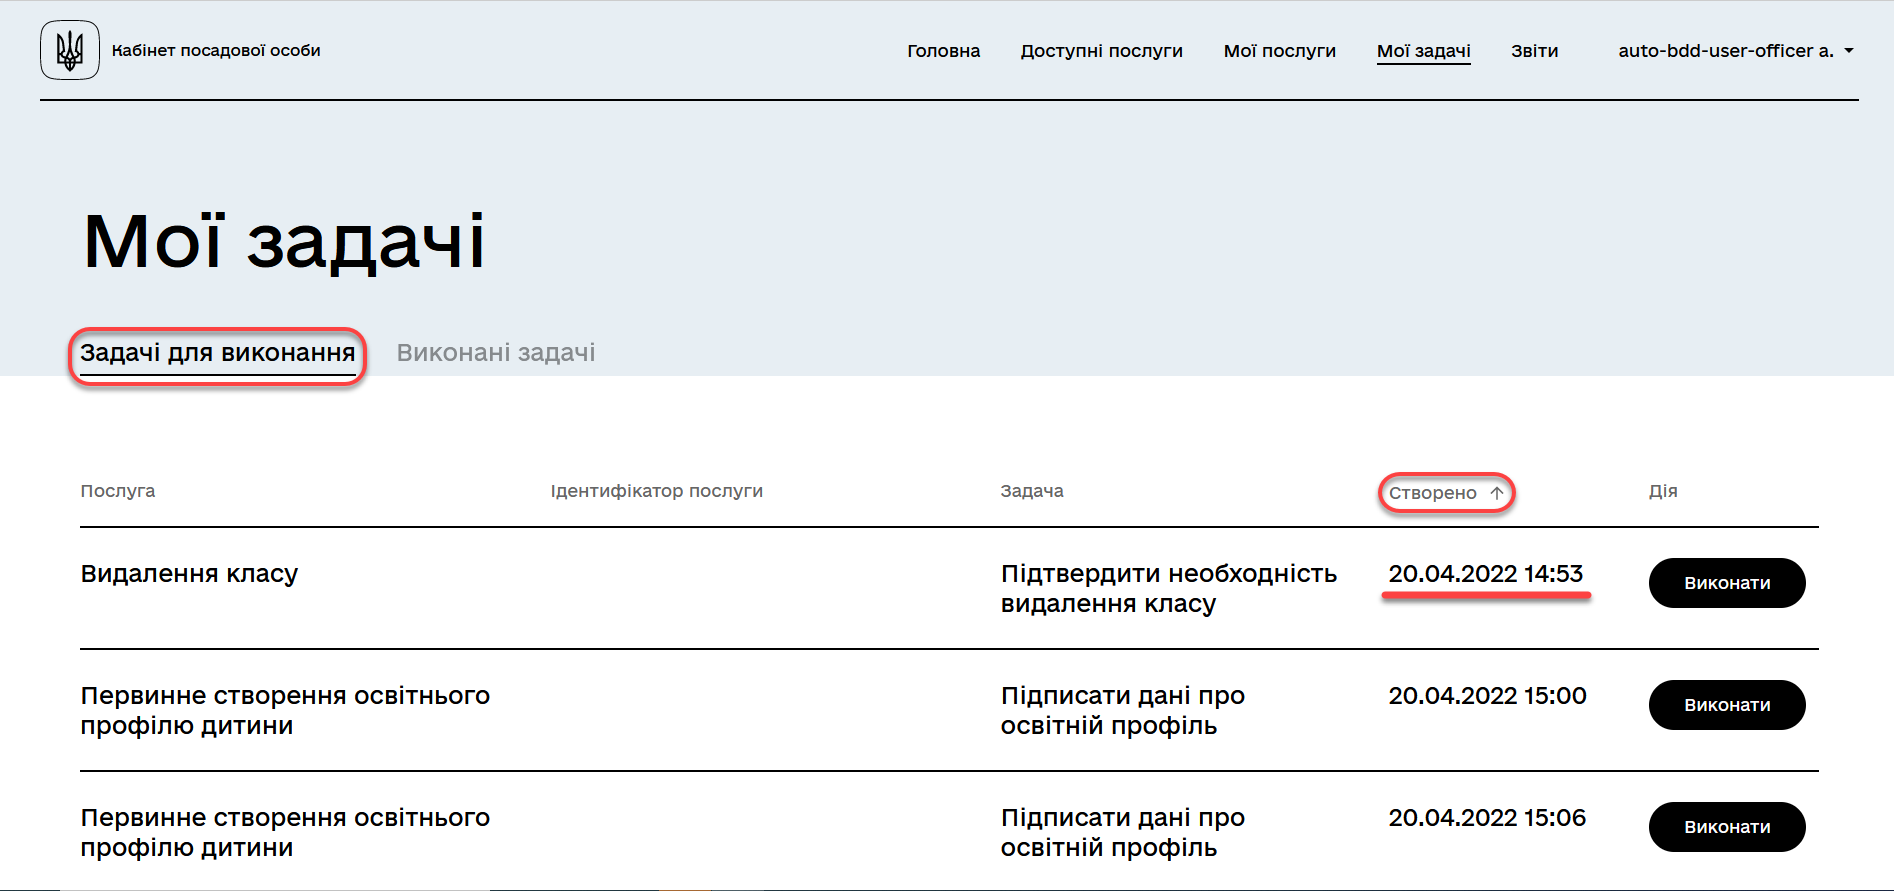 Кабінет посадової особи
Головна
Доступні послуги
Мої послуги
Мої задачі
Звіти
auto-bdd-user-officer a.
Мої задачі
Задачі для виконання
Виконані задачі
Послуга
Ідентифікатор послуги
Задача
Створено
Дія
Видалення класу
Підтвердити необхідність
видалення класу
20.04.2022 14:53
Виконати
Первинне створення освітнього
профілю дитини
Підписати дані про
освітній профіль
20.04.2022 15:00
Виконати
Первинне створення освітнього
профілю дитини
Підписати дані про
освітній профіль
20.04.2022 15:06
Виконати